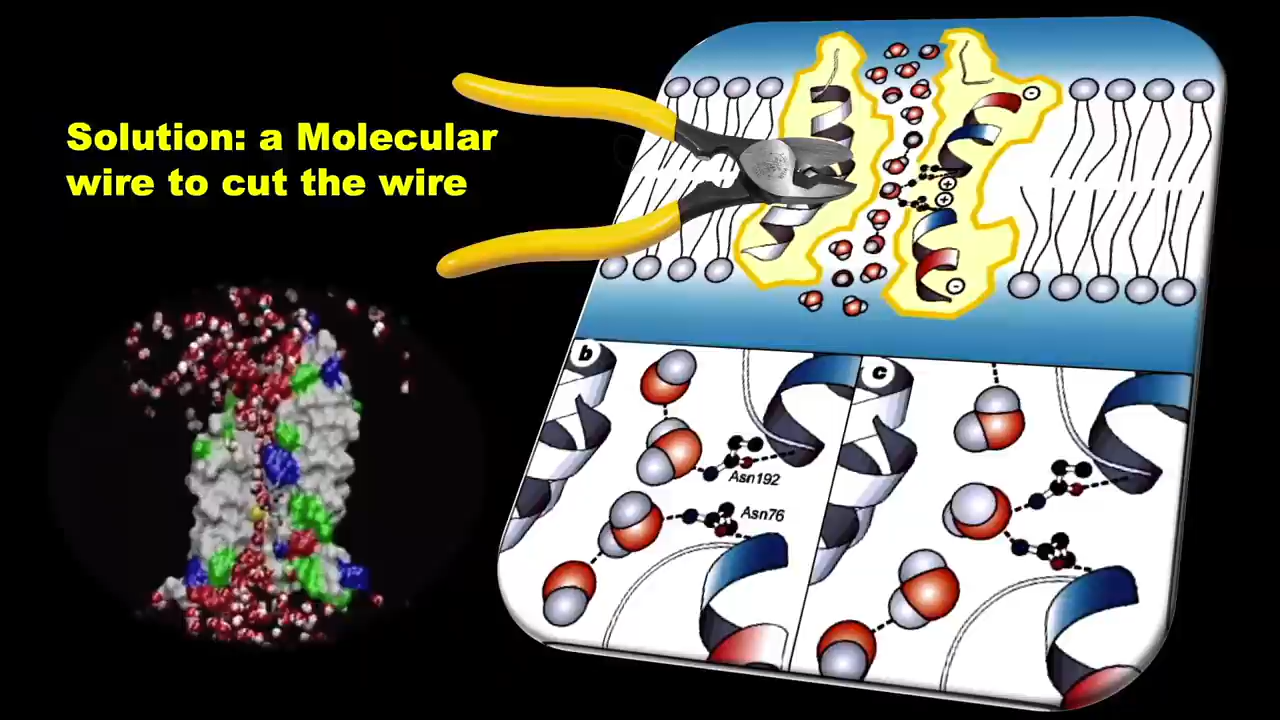 Solution: a Molecular
wire to cut the wire
b
Asn192
Asn76
c